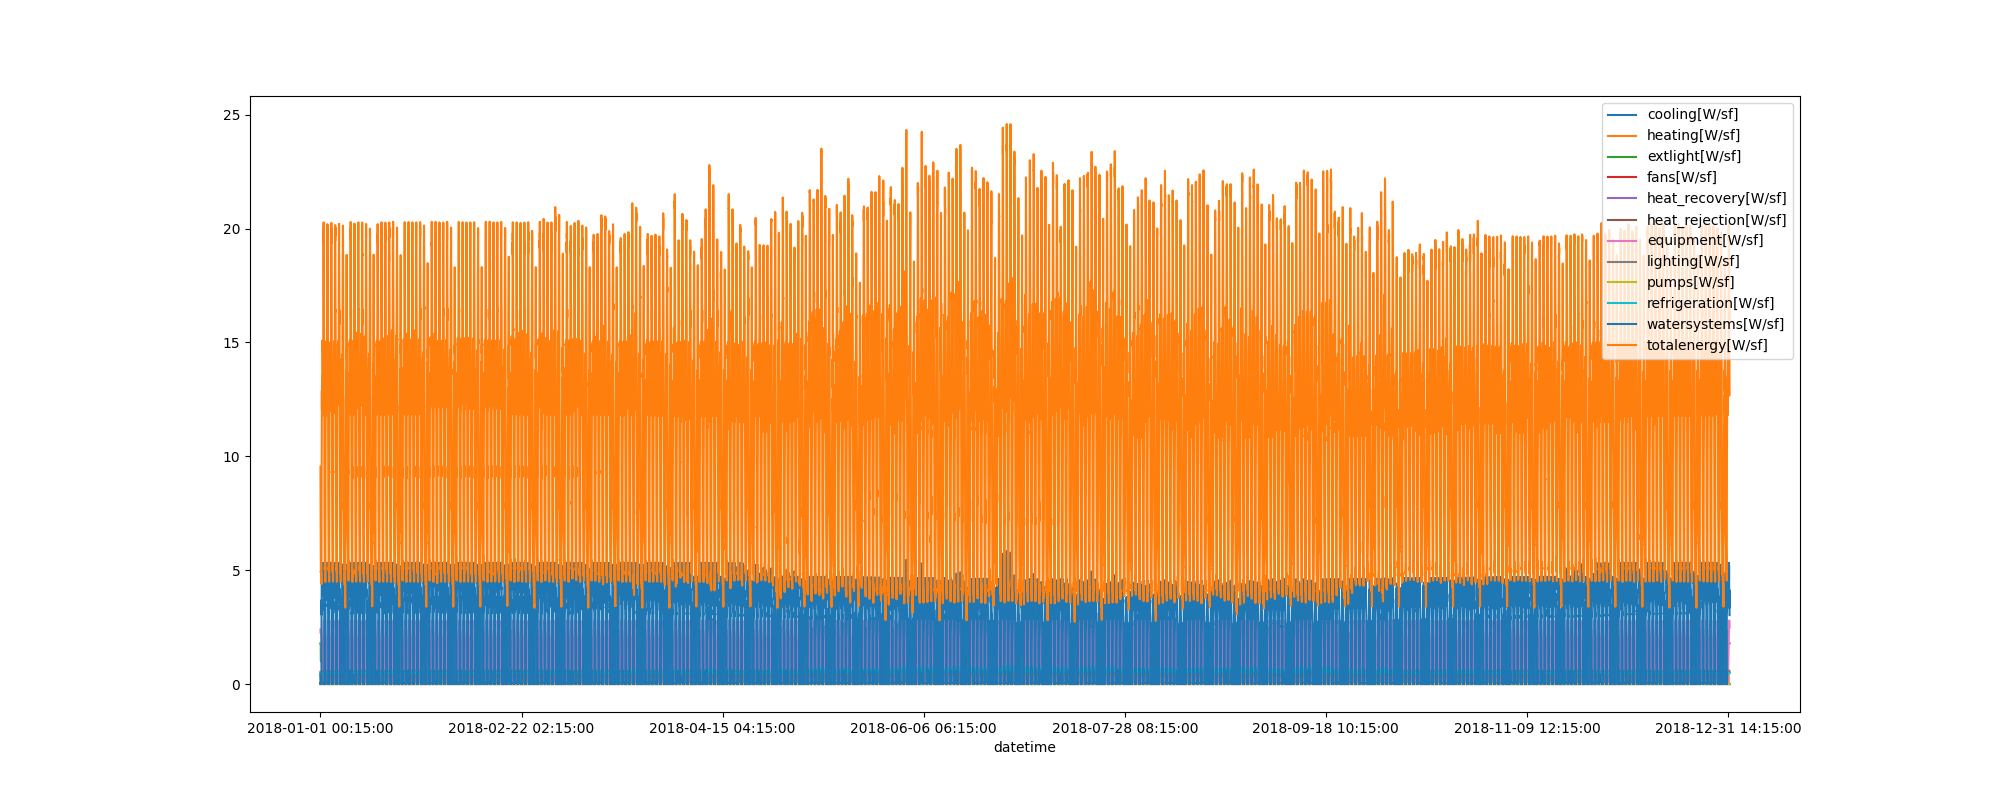 25
20
15
10
5
0
cooling[W/sf]
heating[W/sf]
extlight[W/sf]
fans[W/sf]
heat_recovery[W/sf]
heat_rejection[W/sf]
equipment[W/sf]
lighting[W/sf]
pumps[W/sf]
refrigeration[W/sf]
watersystems[W/sf]
totalenergy[W/sf]
2018-01-01 00:15:00 2018-02-22 02:15:00 2018-04-15 04:15:00 2018-06-06 06:15:00 2018-07-28 08:15:00 2018-09-18 10:15:00 2018-11-09 12:15:00 2018-12-31 14:15:00
datetime